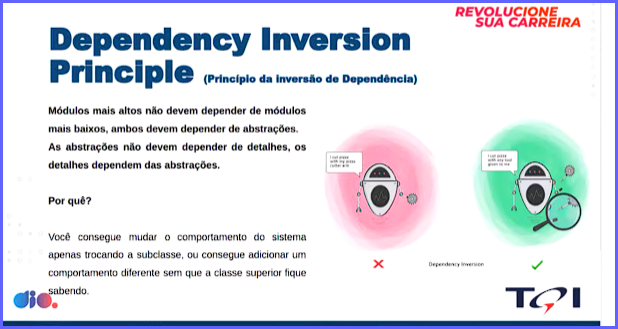 REVOLUCIONE
SUA CARREIRA
Dependency Inversion
Principle (Princípio da inversão de Dependência)
Módulos mais altos não devem depender de módulos
mais baixos, ambos devem depender de abstrações.
As abstrações não devem depender de detalhes, os
detalhes dependem das abstrações.
Por quê?
Você consegue mudar o comportamento do sistema
apenas trocando a subclasse, ou consegue adicionar um
comportamento diferente sem que a classe superior fique
sabendo.
I cut pizza
with my pizza
cutter arm
I cut pizza
with any tool
given to me
Dependency Inversion
dio.
TQI